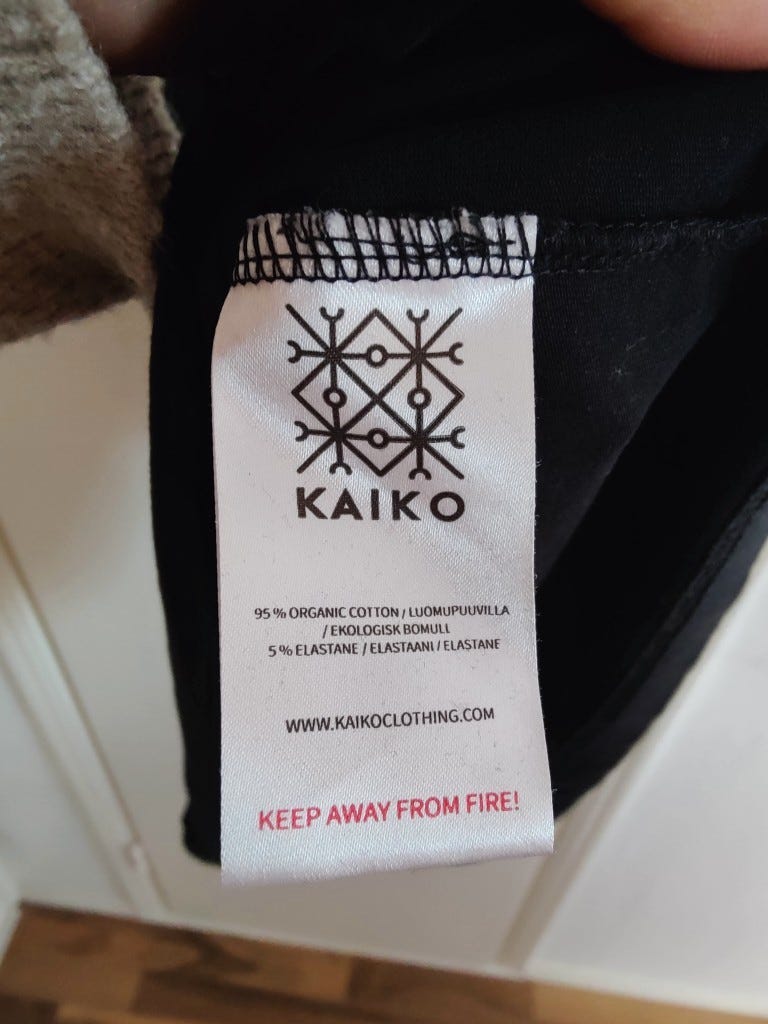 KAIKO
95 % ORGANIC COTTON / LUOMUPUUVILLA
/ EKOLOGISK BOMULL
5 % ELASTANE / ELASTAANI / ELASTANE
WWW.KAIKOCLOTHING.COM
KEEP AWAY FROM FIRE!